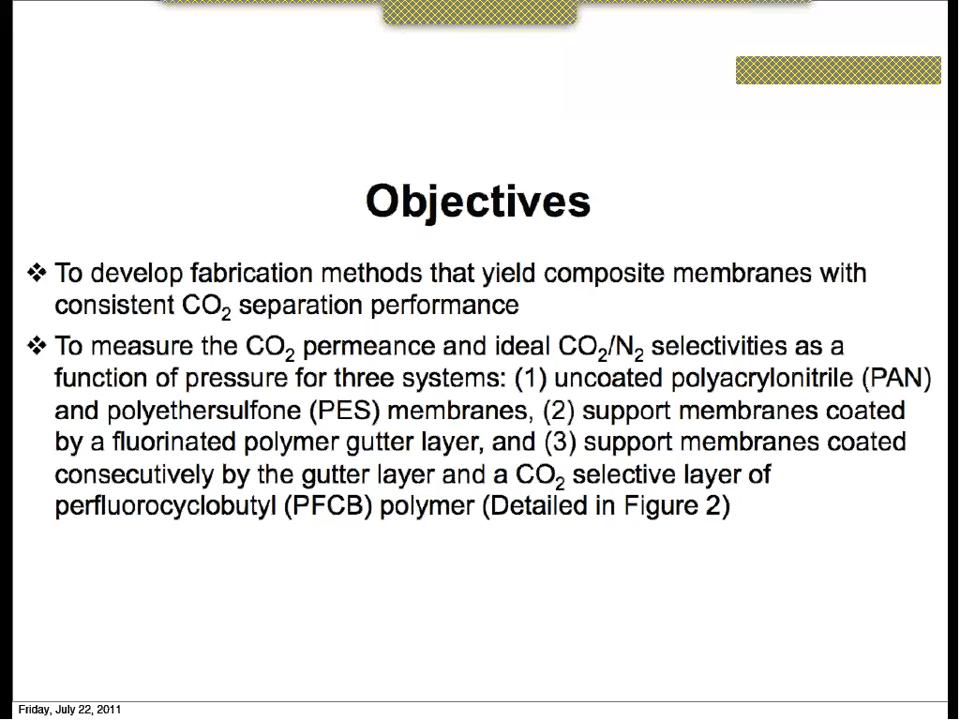 Objectives
❖ To develop fabrication methods that yield composite membranes with
consistent CO₂ separation performance
❖ To measure the CO₂ permeance and ideal CO₂/N₂ selectivities as a
function of pressure for three systems: (1) uncoated polyacrylonitrile (PAN)
and polyethersulfone (PES) membranes, (2) support membranes coated
by a fluorinated polymer gutter layer, and (3) support membranes coated
consecutively by the gutter layer and a CO₂ selective layer of
perfluorocyclobutyl (PFCB) polymer (Detailed in Figure 2)
Friday, July 22, 2011